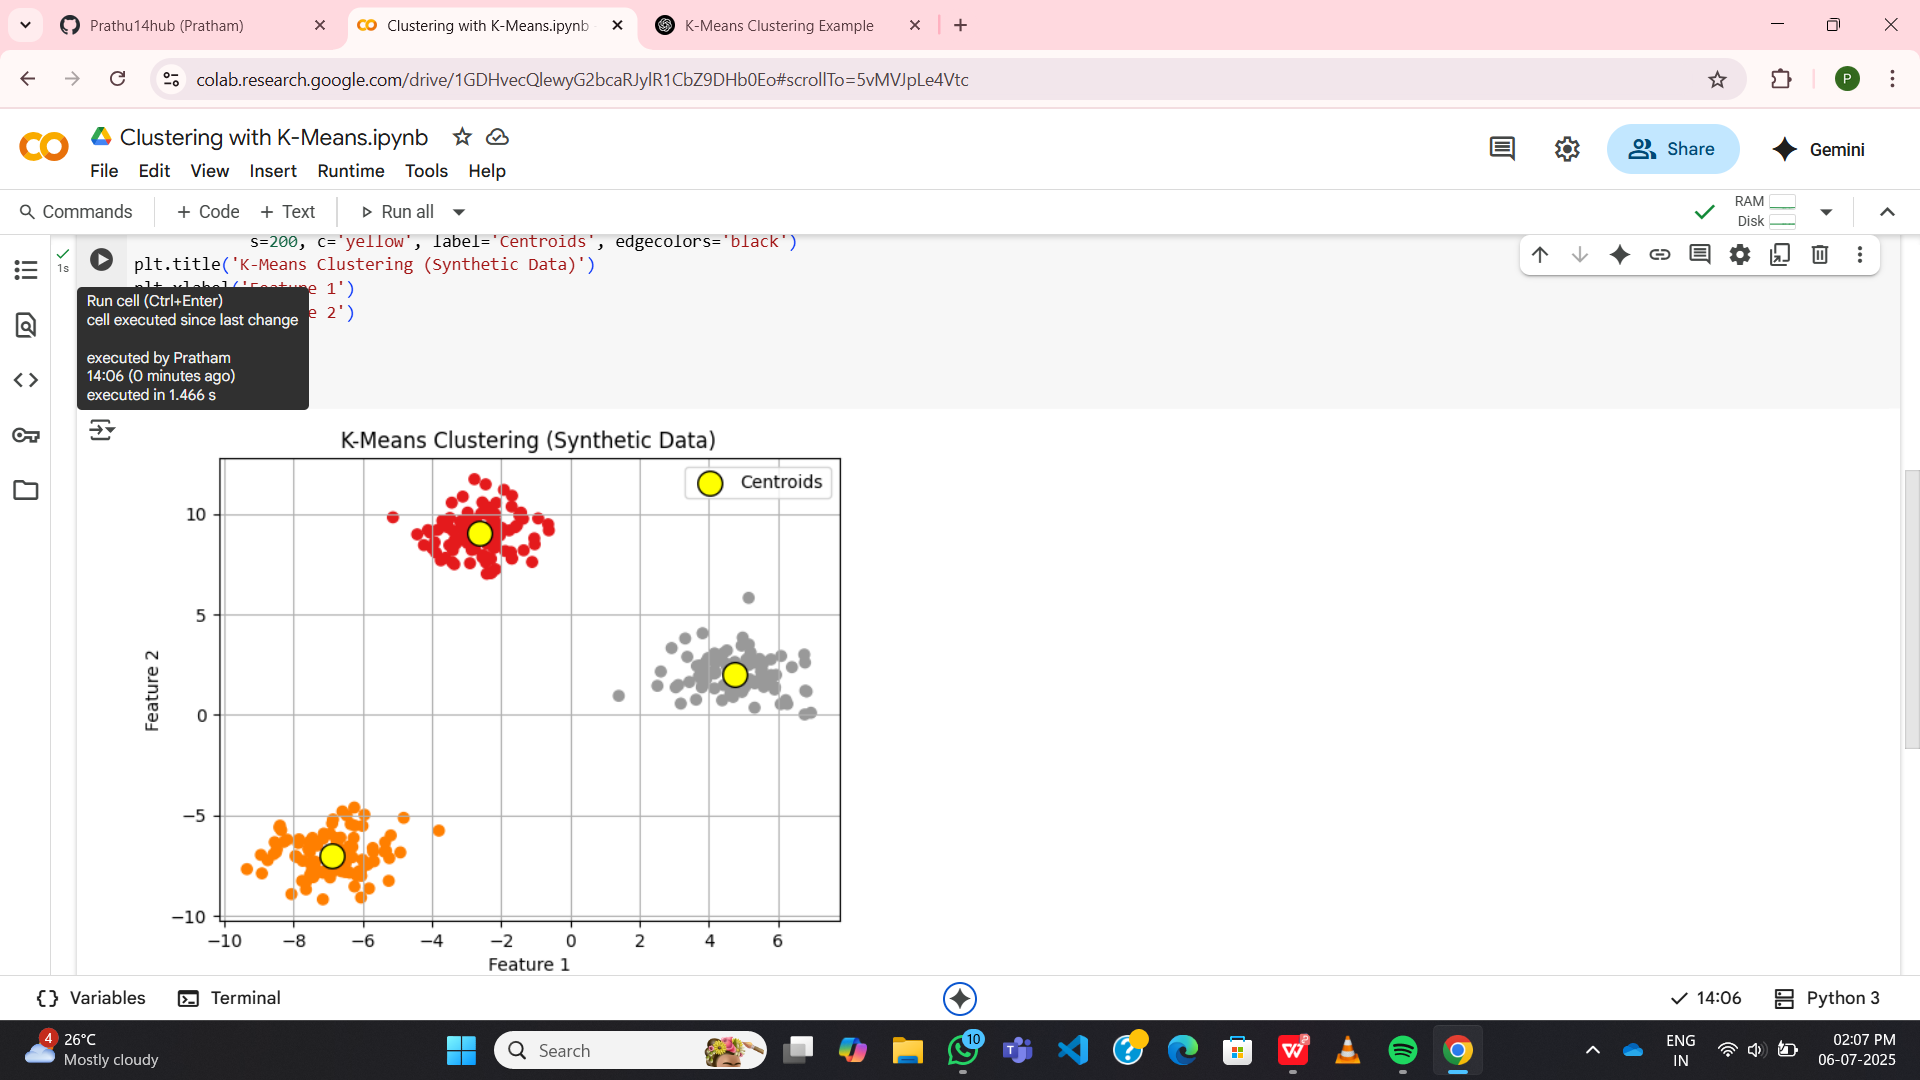 Prathu14hub (Pratham)
Clustering with K-Means.ipynb
K-Means Clustering Example
colab.research.google.com/drive/1GDHvecQlewyG2bcaRJylR1CbZ9DHb0Eo#scrollTo=5vMVJpLe4Vtc
P
Clustering with K-Means.ipynb
File Edit View Insert Runtime Tools Help
Share
Gemini
Commands + Code + Text Run all
RAM
Disk
1s
s=200, c='yellow', label='Centroids', edgecolors='black')
plt.title('K-Means Clustering (Synthetic Data)')
1')
e 2')
Run cell (Ctrl+Enter)
cell executed since last change
executed by Pratham
14:06 (0 minutes ago)
executed in 1.466 s
K-Means Clustering (Synthetic Data)
Centroids
10
5
0
−5
−10
Feature 2
−10 −8 −6 −4 −2 0 2 4 6
Feature 1
Variables
Terminal
14:06
Python 3
4
26°C
Mostly cloudy
Search
10
ENG
IN
02:07 PM
06-07-2025